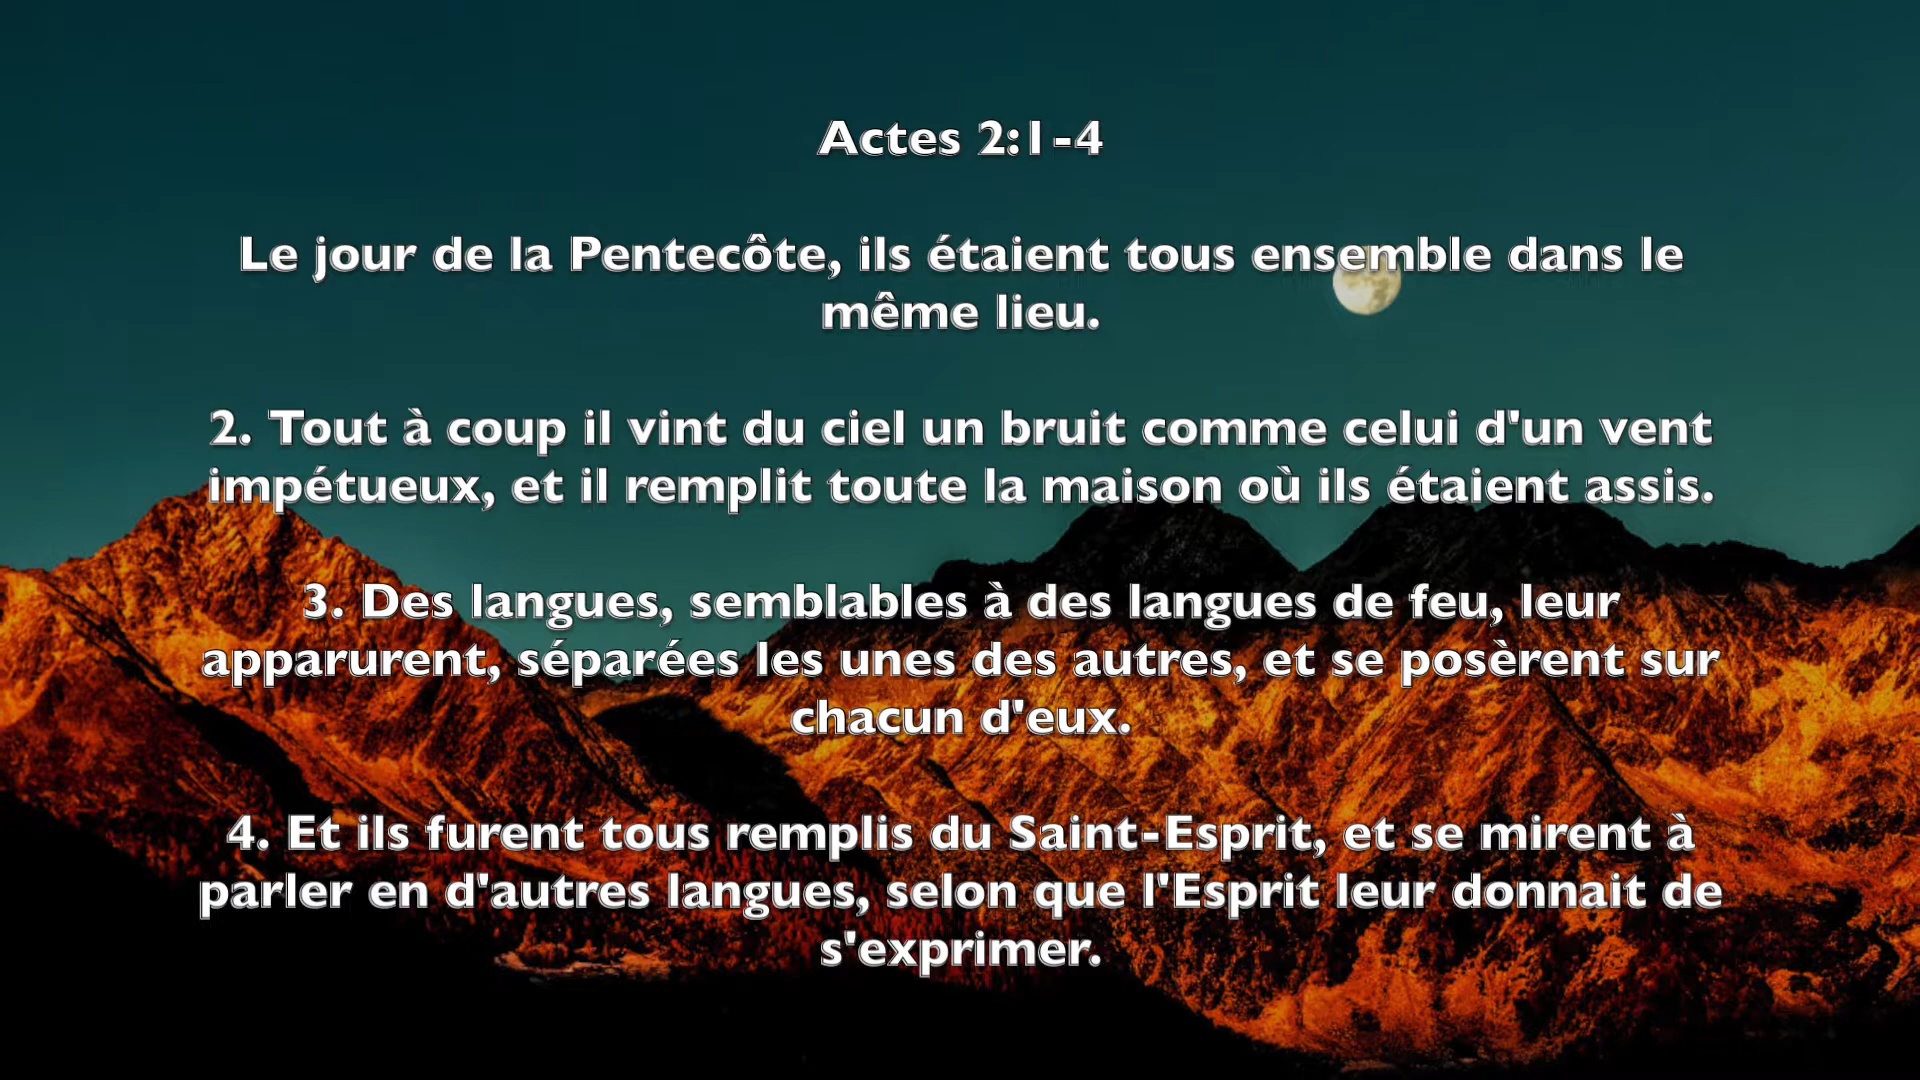 Actes 2:1-4
Le jour de la Pentecôte, ils étaient tous ensemble dans le
même lieu.
2. Tout à coup il vint du ciel un bruit comme celui d'un vent
impétueux, et il remplit toute la maison où ils étaient assis.
3. Des langues, semblables à des langues de feu, leur
apparurent, séparées les unes des autres, et se posèrent sur
chacun d'eux.
4. Et ils furent tous remplis du Saint-Esprit, et se mirent à
parler en d'autres langues, selon que l'Esprit leur donnait de
s'exprimer.